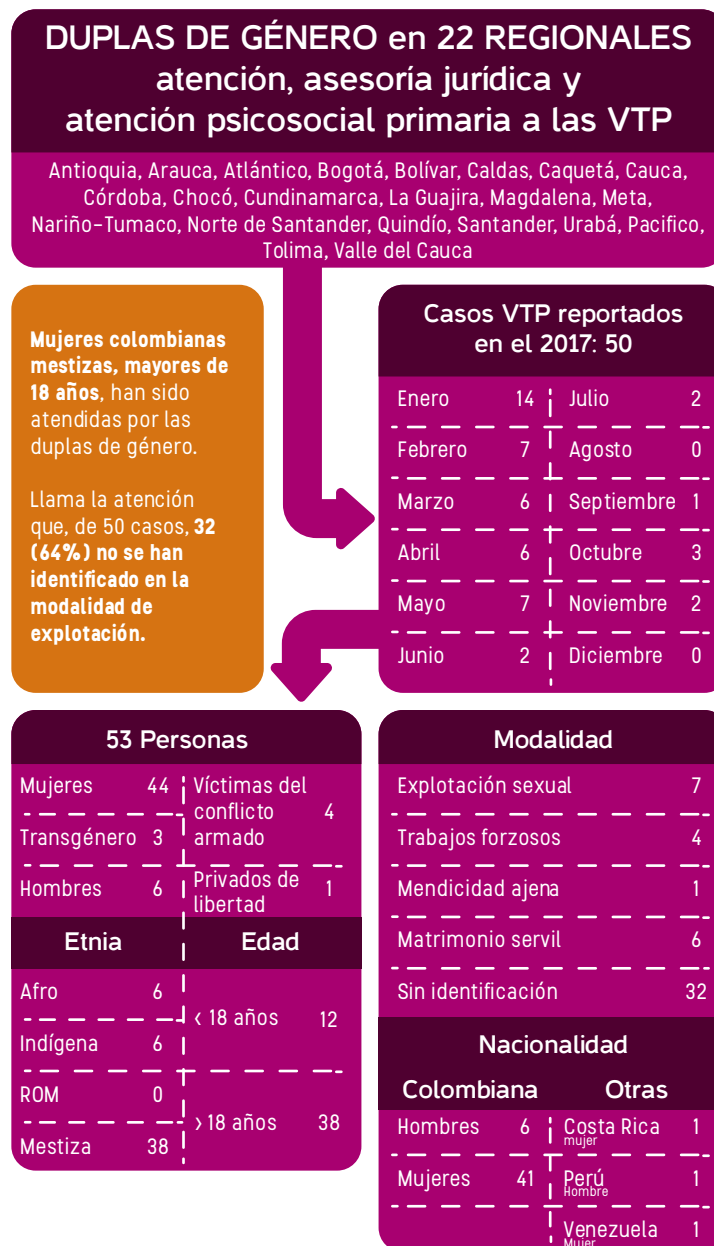 DUPLAS DE GÉNERO en 22 REGIONALES
atención, asesoría jurídica y
atención psicosocial primaria a las VTP
Antioquia, Arauca, Atlántico, Bogotá, Bolívar, Caldas, Caquetá, Cauca,
Córdoba, Chocó, Cundinamarca, La Guajira, Magdalena, Meta,
Nariño-Tumaco, Norte de Santander, Quindío, Santander, Urabá, Pacifico,
Tolima, Valle del Cauca
Mujeres colombianas
mestizas, mayores de
18 años, han sido
atendidas por las
duplas de género.
Llama la atención
que, de 50 casos, 32
(64%) no se han
identificado en la
modalidad de
explotación.
Casos VTP reportados
en el 2017: 50
Enero 14 Julio 2
Febrero 7 Agosto 0
Marzo 6 Septiembre 1
Abril 6 Octubre 3
Mayo 7 Noviembre 2
Junio 2 Diciembre 0
53 Personas
Mujeres 44
Transgénero 3
Hombres 6
Víctimas del
conflicto 4
armado
Privados de
libertad 1
Etnia
Afro 6
Indígena 6
ROM 0
Mestiza 38
Edad
< 18 años 12
> 18 años 38
Modalidad
Explotación sexual 7
Trabajos forzosos 4
Mendicidad ajena 1
Matrimonio servil 6
Sin identificación 32
Nacionalidad
Colombiana
Hombres 6
Mujeres 41
Otras
Costa Rica 1
mujer
Perú 1
Hombre
Venezuela 1
Mujer